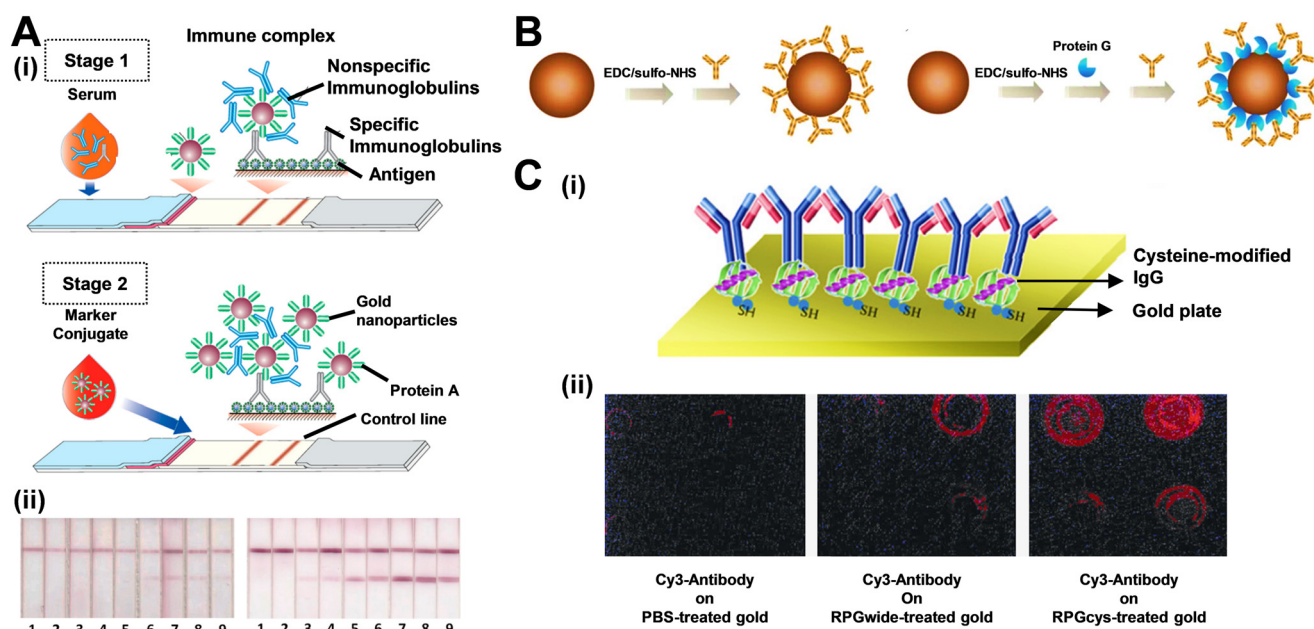 A
(i)
Stage 1
Serum
Immune complex
Nonspecific
Immunoglobulins
Specific
Immunoglobulins
Antigen
Stage 2
Marker
Conjugate
Gold
nanoparticles
Protein A
Control line
(ii)
1 2 3 4 5 6 7 8 9
1 2 3 4 5 6 7 8 9
B
EDC/sulfo-NHS
EDC/sulfo-NHS
Protein G
C
(i)
SH SH SH SH SH SH
Cysteine-modified
IgG
Gold plate
(ii)
Cy3-Antibody
on
PBS-treated gold
Cy3-Antibody
On
RPGwide-treated gold
Cy3-Antibody
on
RPGcys-treated gold